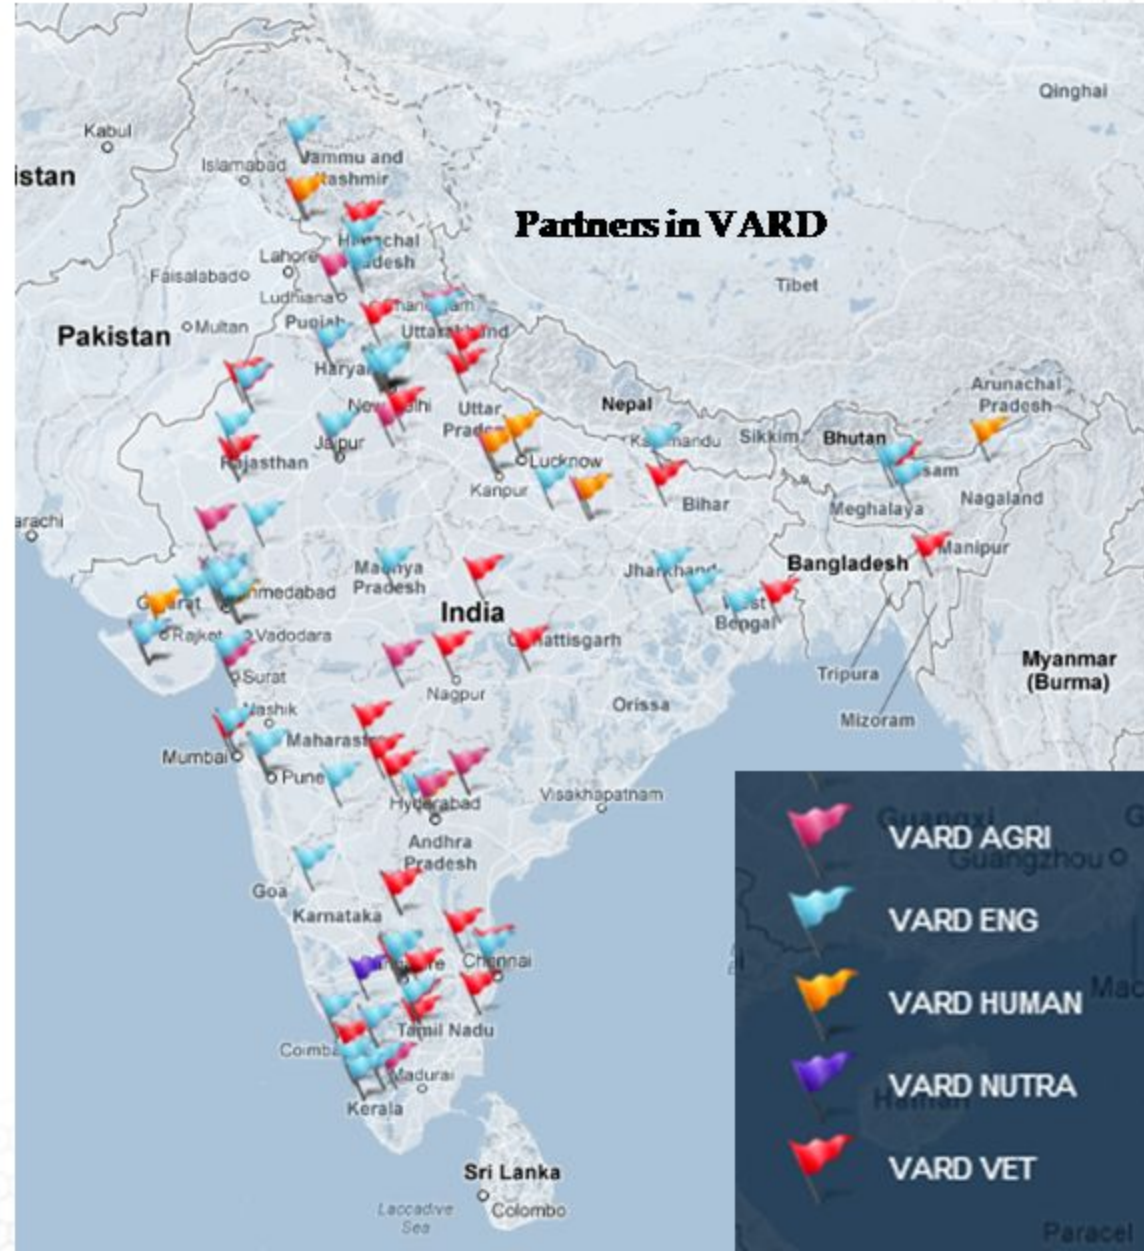 Qinghai
Kabul
Islamabad
Jammu and
Kashmir
istan
Partners in VARD
Lahore
Himachal
Pradesh
Faisalabad
Tibet
Ludhiana
Punjab
Uttarakhand
Pakistan
Multan
Haryana
Arunachal
Pradesh
Nepal
New Delhi
Uttar
Pradesh
Jaipur
Kathmandu
Sikkim
Bhutan
Rajasthan
Lucknow
Assam
Kanpur
Bihar
Meghalaya
Nagaland
arachi
Manipur
Madhya
Pradesh
Jharkhand
Bangladesh
Ahmedabad
Gujarat
India
West
Bengal
Rajkot
Vadodara
Chhattisgarh
Surat
Nagpur
Tripura
Myanmar
(Burma)
Orissa
Nashik
Mizoram
Maharashtra
Mumbai
Pune
Hyderabad
Visakhapatnam
Andhra
Pradesh
Goa
Karnataka
Chennai
Tamil Nadu
Madurai
Kerala
Sri Lanka
Colombo
Laccadive
Sea
Guangxi
VARD AGRI
Guangzhou
VARD ENG
VARD HUMAN
VARD NUTRA
Hainan
VARD VET
Paracel